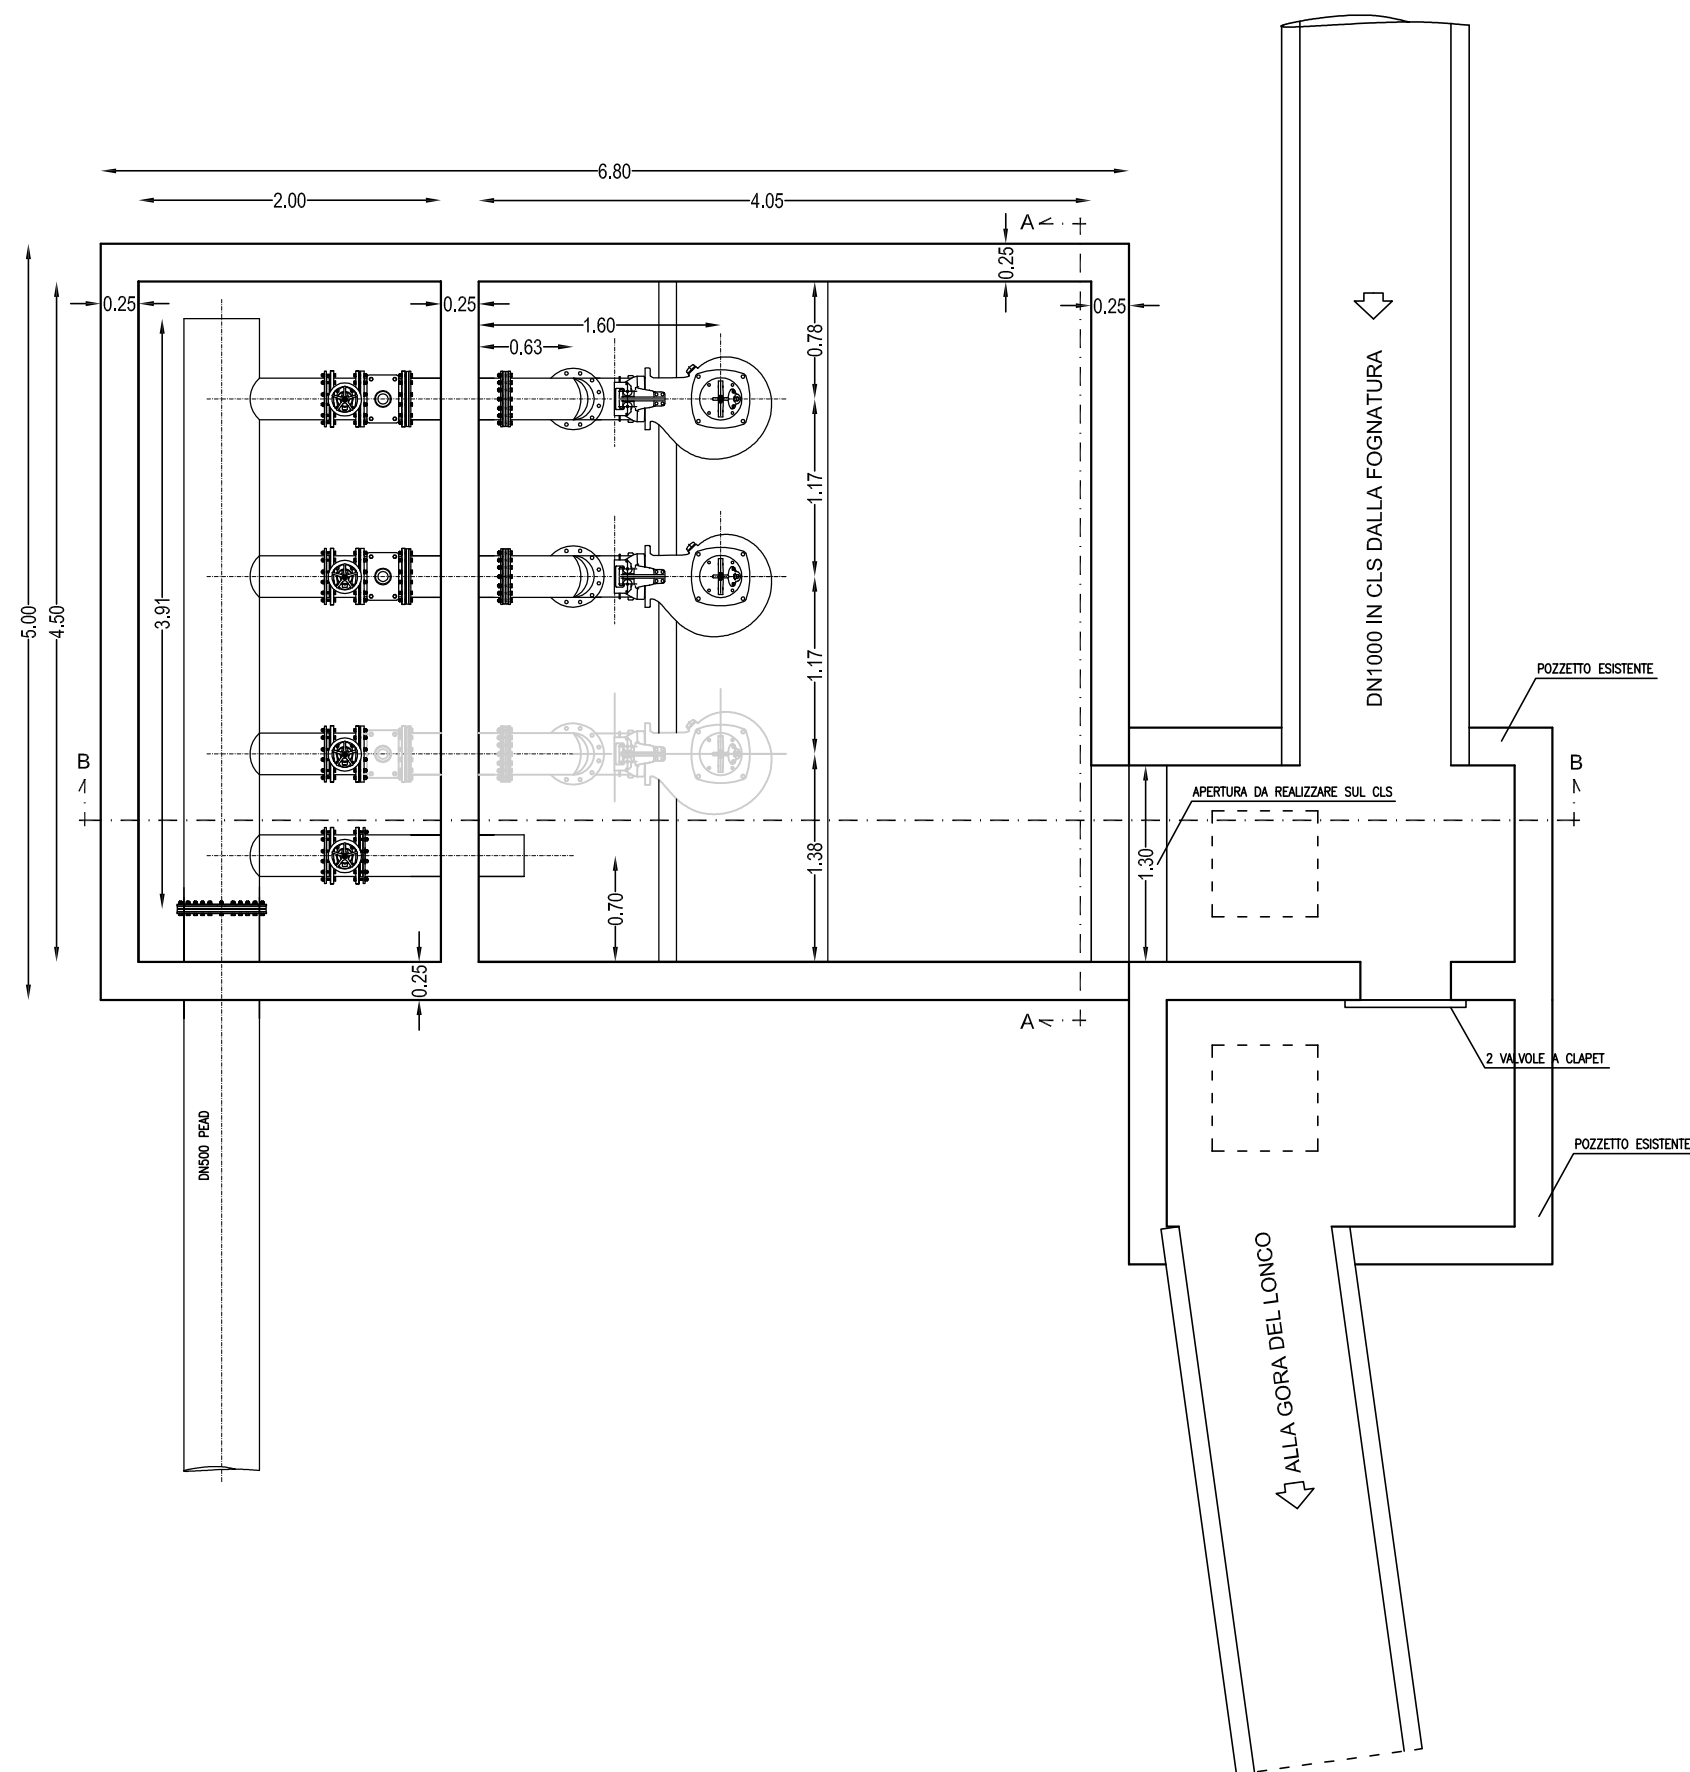 6.80
2.00
4.05
A
0.25
0.25
0.25
0.25
1.60
0.63
0.78
DN1000 IN CLS DALLA FOGNATURA
1.17
5.00
4.50
3.91
1.17
POZZETTO ESISTENTE
B
B
APERTURA DA REALIZZARE SUL CLS
1.38
1.30
0.70
0.25
A
2 VALVOLE A CLAPET
DN500 PEAD
POZZETTO ESISTENTE
ALLA GORA DEL LONCO